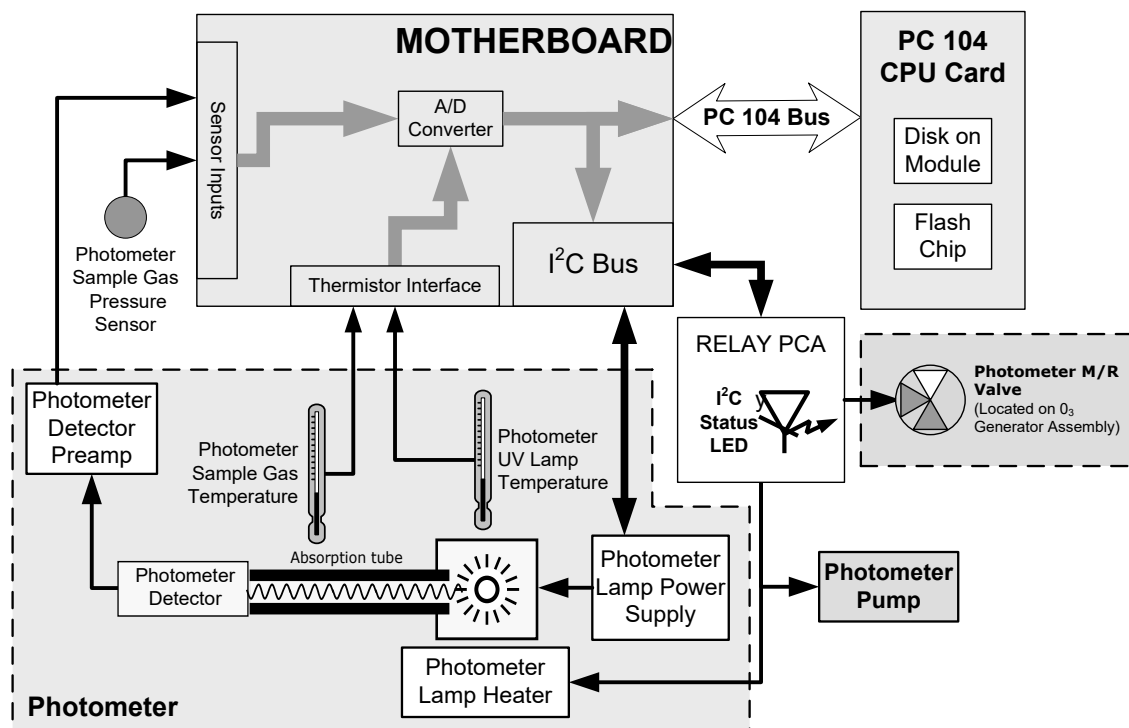 MOTHERBOARD
Sensor Inputs
A/D
Converter
PC 104 Bus
PC 104
CPU Card
Disk on
Module
Flash
Chip
Photometer
Sample Gas
Pressure
Sensor
Thermistor Interface
I²C Bus
RELAY PCA
I²C
y
Status
LED
Photometer M/R
Valve
(Located on 0₃
Generator Assembly)
Photometer
Detector
Preamp
Photometer
Sample Gas
Temperature
Photometer
UV Lamp
Temperature
Absorption tube
Photometer
Detector
Photometer
Lamp Power
Supply
Photometer
Pump
Photometer
Lamp Heater
Photometer